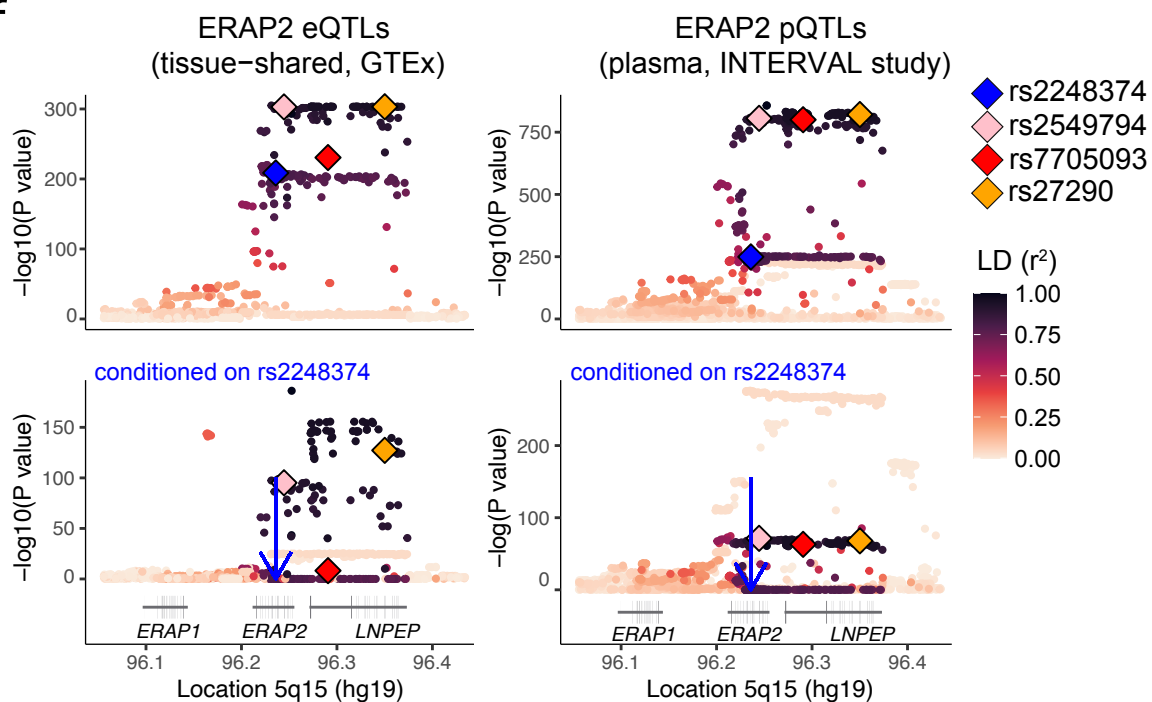 ERAP2 eQTLs
(tissue−shared, GTEx)
ERAP2 pQTLs
(plasma, INTERVAL study)
−log10(P value)
300
200
100
0
−log10(P value)
750
500
250
0
rs2248374
rs2549794
rs7705093
rs27290
LD (r²)
1.00
0.75
0.50
0.25
0.00
conditioned on rs2248374
−log10(P value)
150
100
50
0
ERAP1
ERAP2
LNPEP
96.1
96.2
96.3
96.4
Location 5q15 (hg19)
conditioned on rs2248374
−log(P value)
200
100
0
ERAP1
ERAP2
LNPEP
96.1
96.2
96.3
96.4
Location 5q15 (hg19)